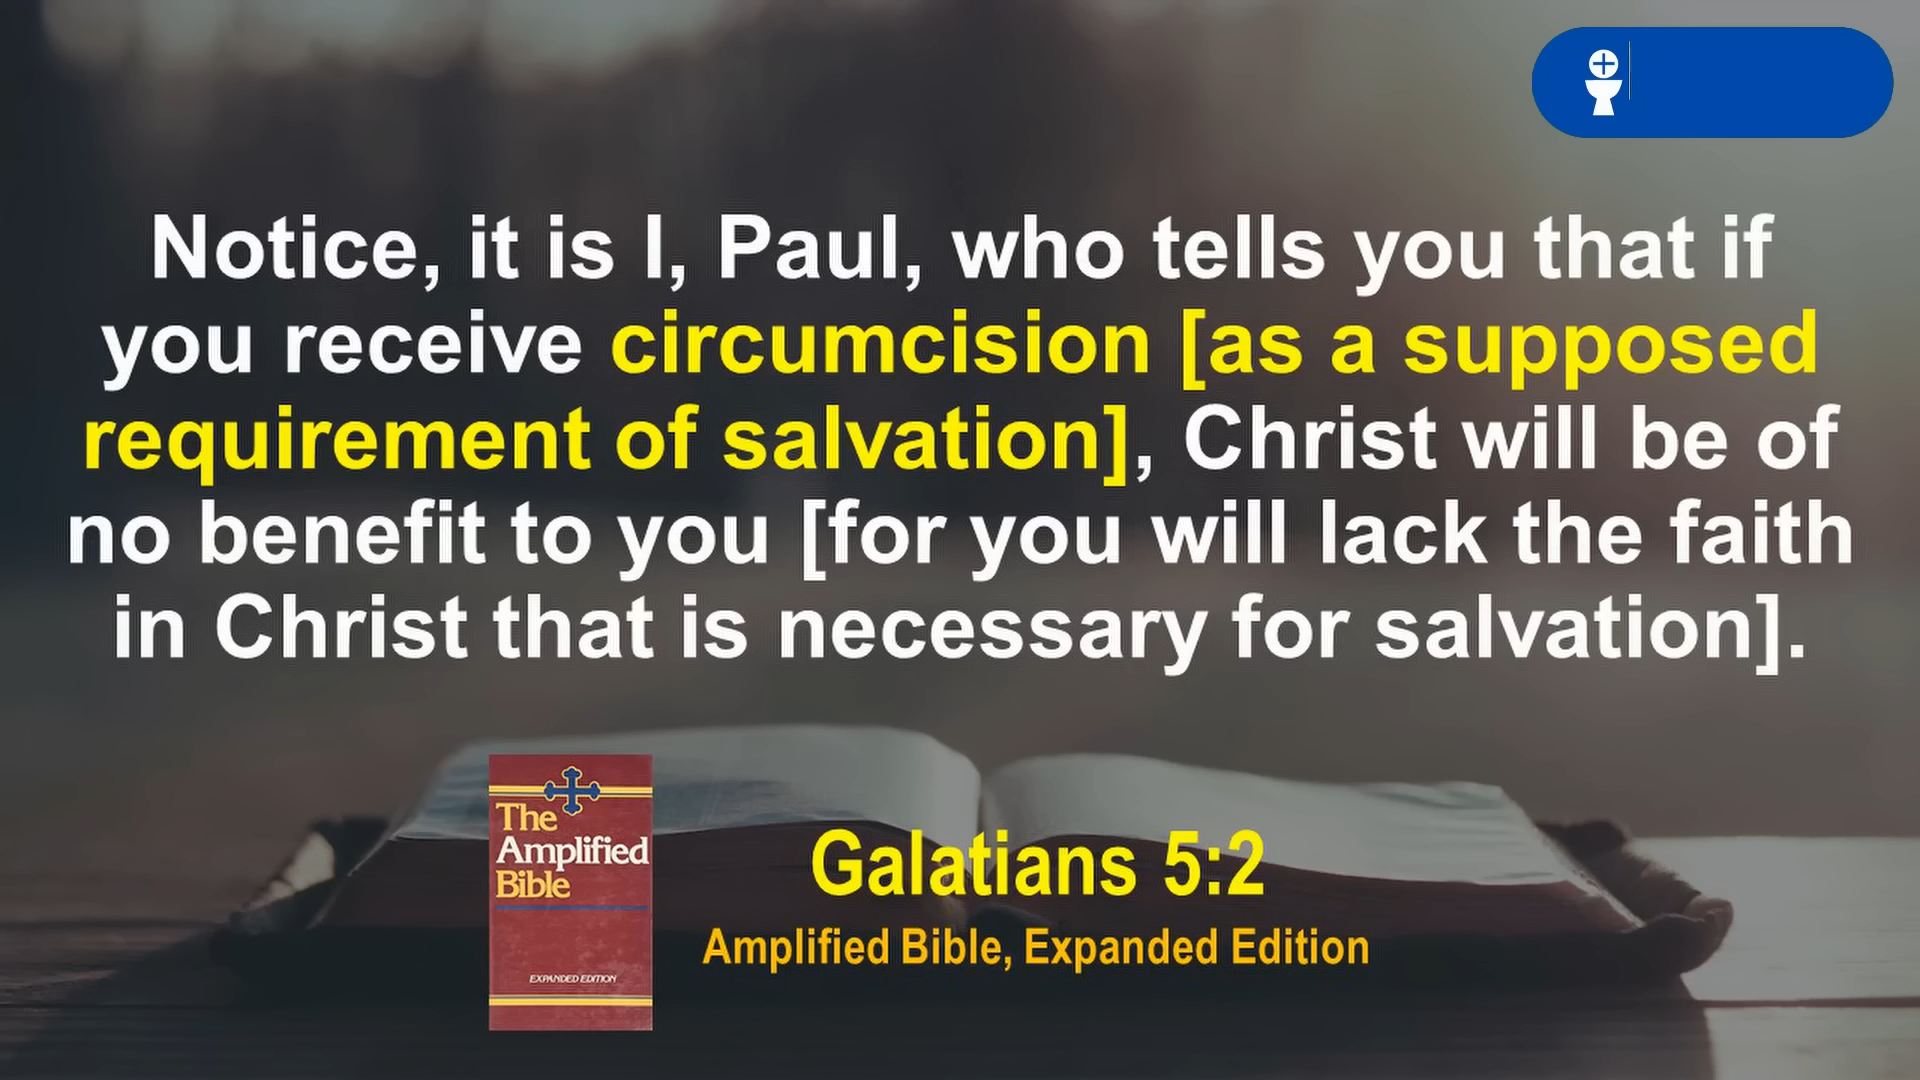 Notice, it is I, Paul, who tells you that if
you receive circumcision [as a supposed
requirement of salvation], Christ will be of
no benefit to you [for you will lack the faith
in Christ that is necessary for salvation].
The
Amplified
Bible
EXPANDED EDITION
Galatians 5:2
Amplified Bible, Expanded Edition